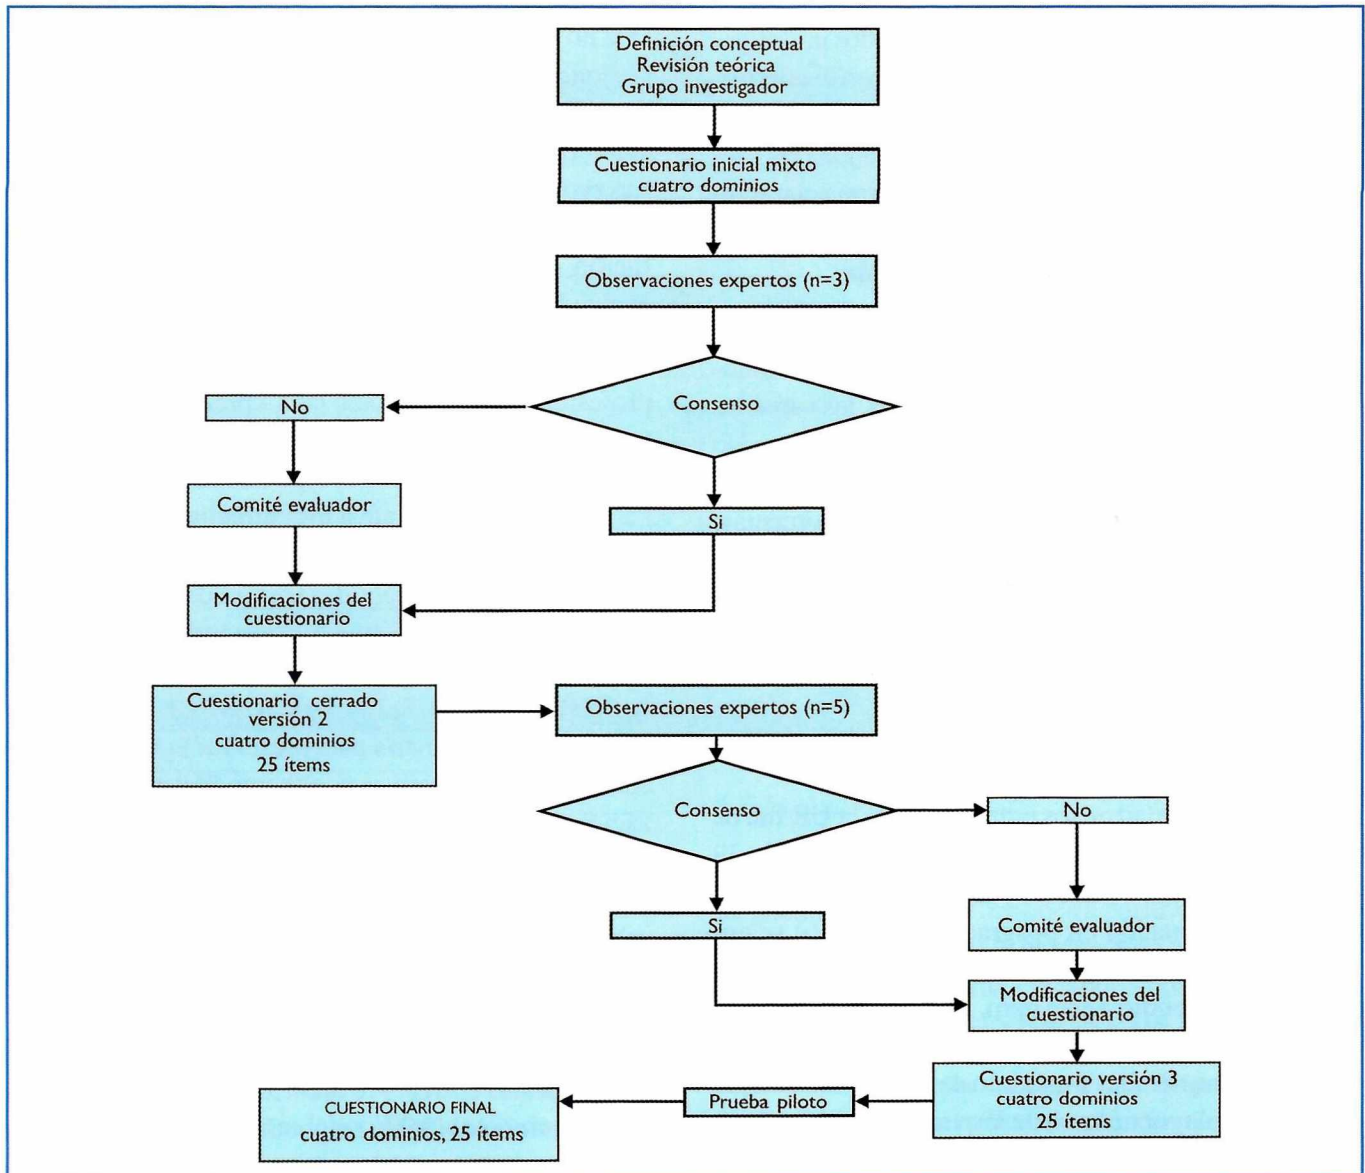 Definición conceptual
Revisión teórica
Grupo investigador
Cuestionario inicial mixto
cuatro dominios
Observaciones expertos (n=3)
Consenso
No
Comité evaluador
Si
Modificaciones del
cuestionario
Cuestionario cerrado
versión 2
cuatro dominios
25 ítems
Observaciones expertos (n=5)
Consenso
No
Si
Comité evaluador
Modificaciones del
cuestionario
Cuestionario versión 3
cuatro dominios
25 ítems
Prueba piloto
CUESTIONARIO FINAL
cuatro dominios, 25 ítems